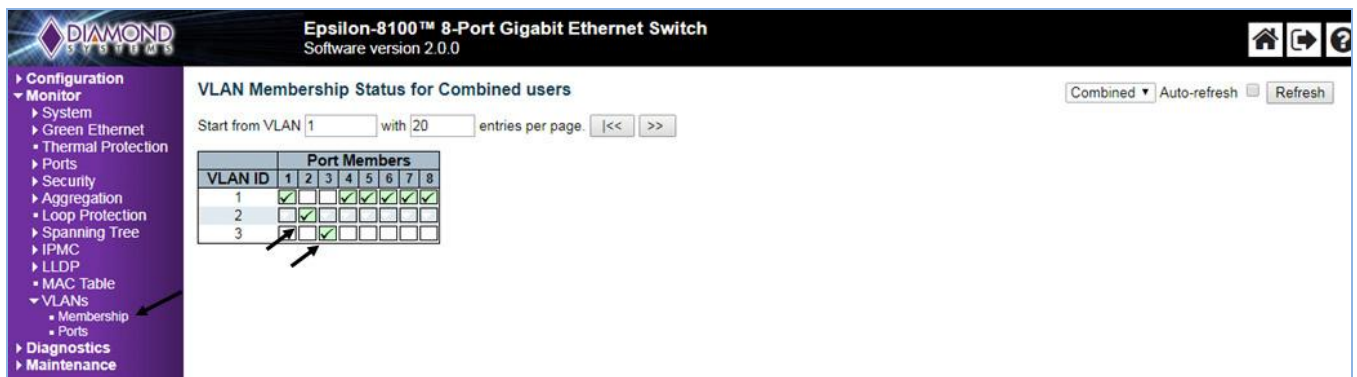 DIAMOND
SYSTEMS
Epsilon-8100™ 8-Port Gigabit Ethernet Switch
Software version 2.0.0
Configuration
Monitor
System
Green Ethernet
Thermal Protection
Ports
Security
Aggregation
Loop Protection
Spanning Tree
IPMC
LLDP
MAC Table
VLANs
Membership
Ports
Diagnostics
Maintenance
VLAN Membership Status for Combined users
Combined Auto-refresh Refresh
Start from VLAN 1 with 20 entries per page. |<< >>
Port Members
VLAN ID 1 2 3 4 5 6 7 8
1
2
3